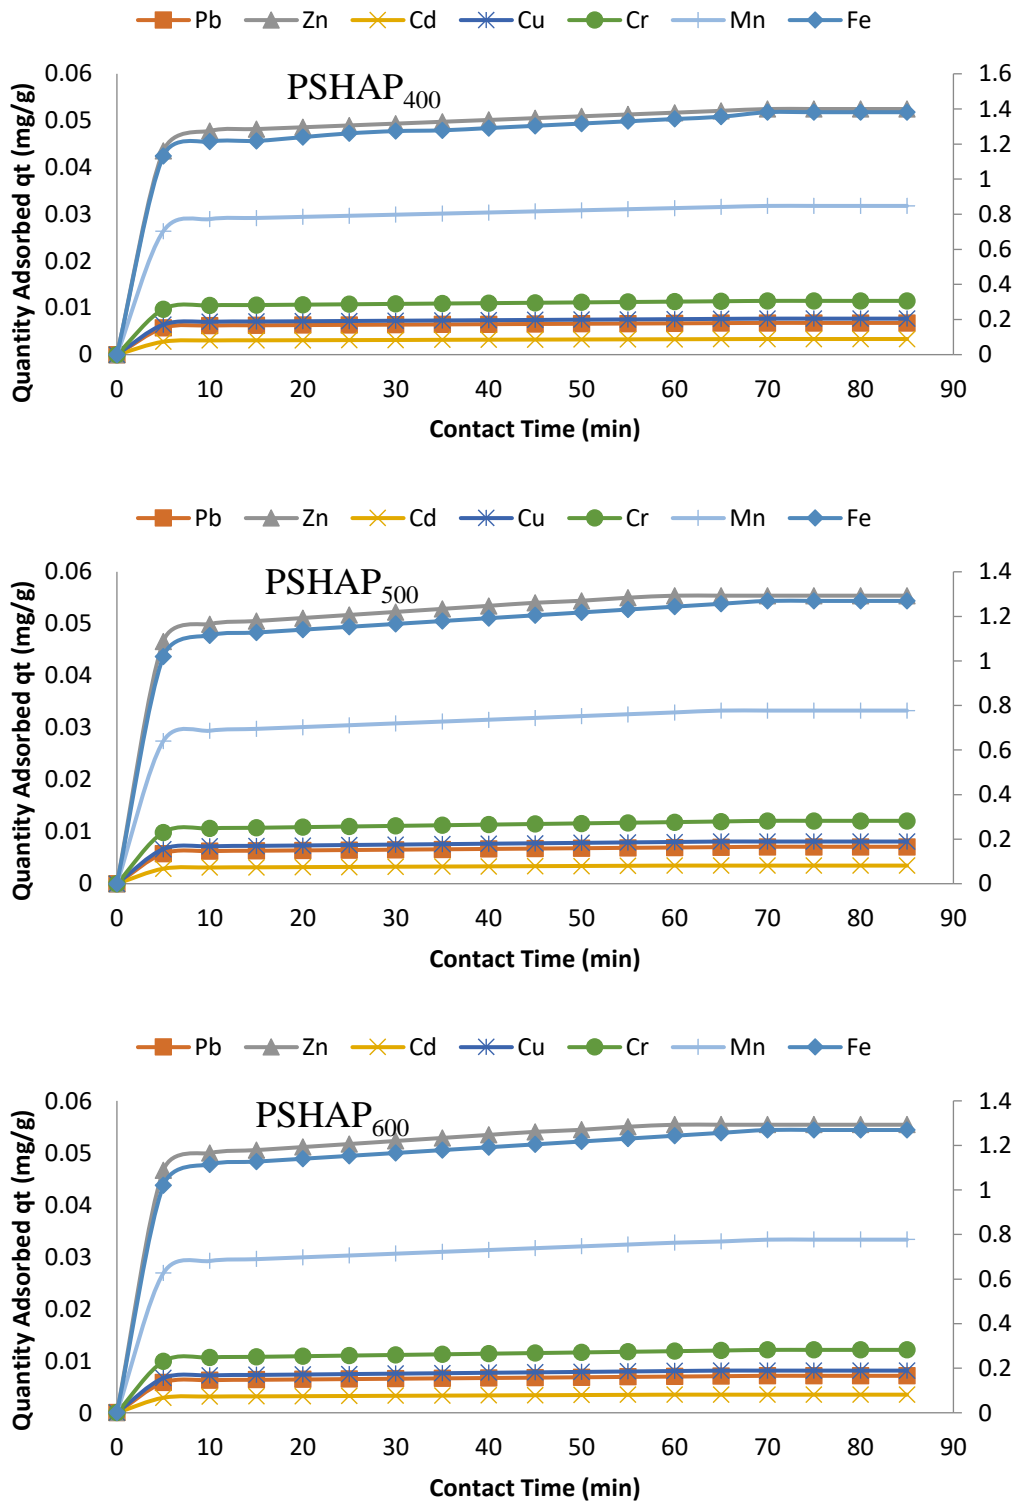 Pb Zn Cd Cu Cr Mn Fe
PSHAP400
Quantity Adsorbed qt (mg/g)
0.06 0.05 0.04 0.03 0.02 0.01 0
1.6 1.4 1.2 1 0.8 0.6 0.4 0.2 0
0 10 20 30 40 50 60 70 80 90
Contact Time (min)
Pb Zn Cd Cu Cr Mn Fe
PSHAP500
Quantity Adsorbed qt (mg/g)
0.06 0.05 0.04 0.03 0.02 0.01 0
1.4 1.2 1 0.8 0.6 0.4 0.2 0
0 10 20 30 40 50 60 70 80 90
Contact Time (min)
Pb Zn Cd Cu Cr Mn Fe
PSHAP600
Quantity Adsorbed qt (mg/g)
0.06 0.05 0.04 0.03 0.02 0.01 0
1.4 1.2 1 0.8 0.6 0.4 0.2 0
0 10 20 30 40 50 60 70 80 90
Contact Time (min)